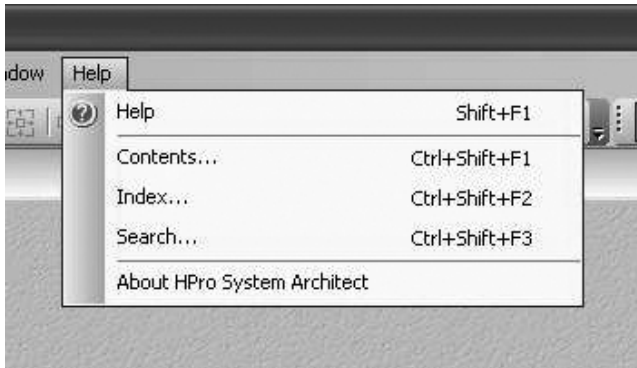 Help
Help Shift+F1
Contents... Ctrl+Shift+F1
Index... Ctrl+Shift+F2
Search... Ctrl+Shift+F3
About HPro System Architect